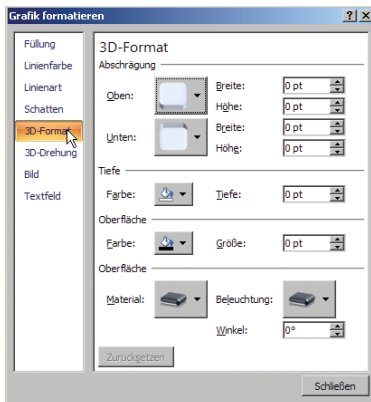 Grafik formatieren
Füllung
Linienfarbe
Linienart
Schatten
3D-Format
3D-Drehung
Bild
Textfeld
3D-Format
Abschrägung
Oben:
Breite: 0 pt
Höhe: 0 pt
Unten:
Breite: 0 pt
Höhe: 0 pt
Tiefe
Farbe: Tiefe: 0 pt
Oberfläche
Farbe: Größe: 0 pt
Oberfläche
Material: Beleuchtung:
Winkel: 0°
Zurücksetzen
Schließen